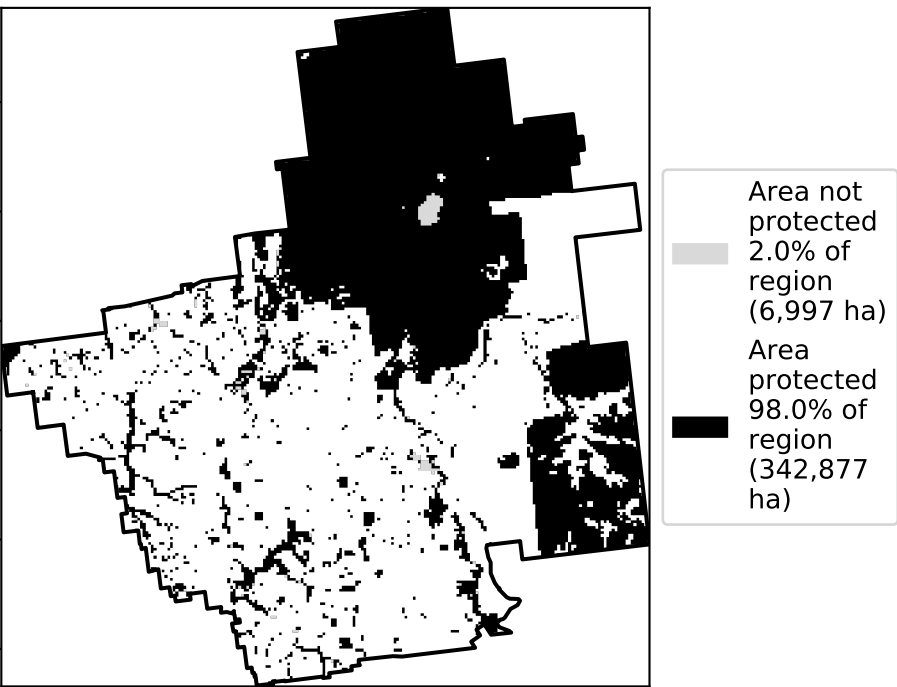 Area not
protected
2.0% of
region
(6,997 ha)
Area
protected
98.0% of
region
(342,877
ha)